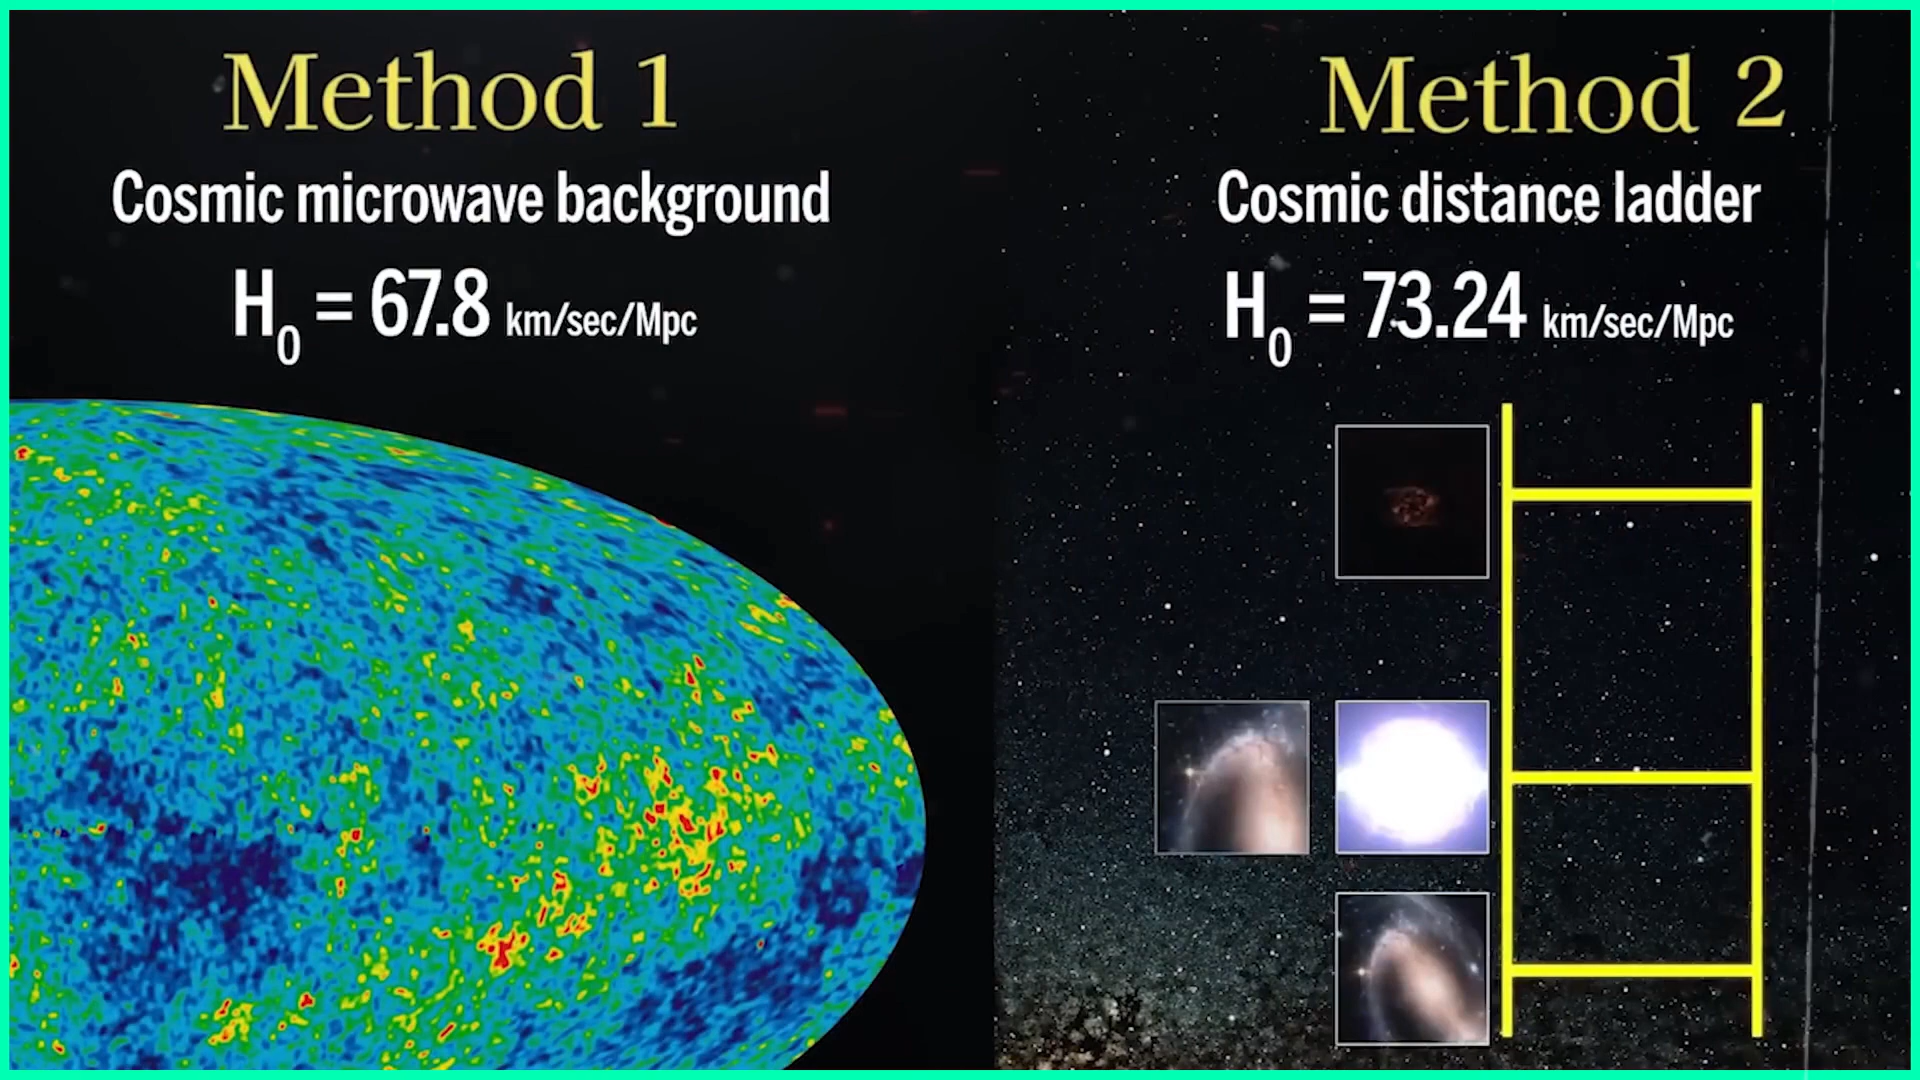 Method 1
Cosmic microwave background
H₀ = 67.8 km/sec/Mpc
Method 2
Cosmic distance ladder
H₀ = 73.24 km/sec/Mpc